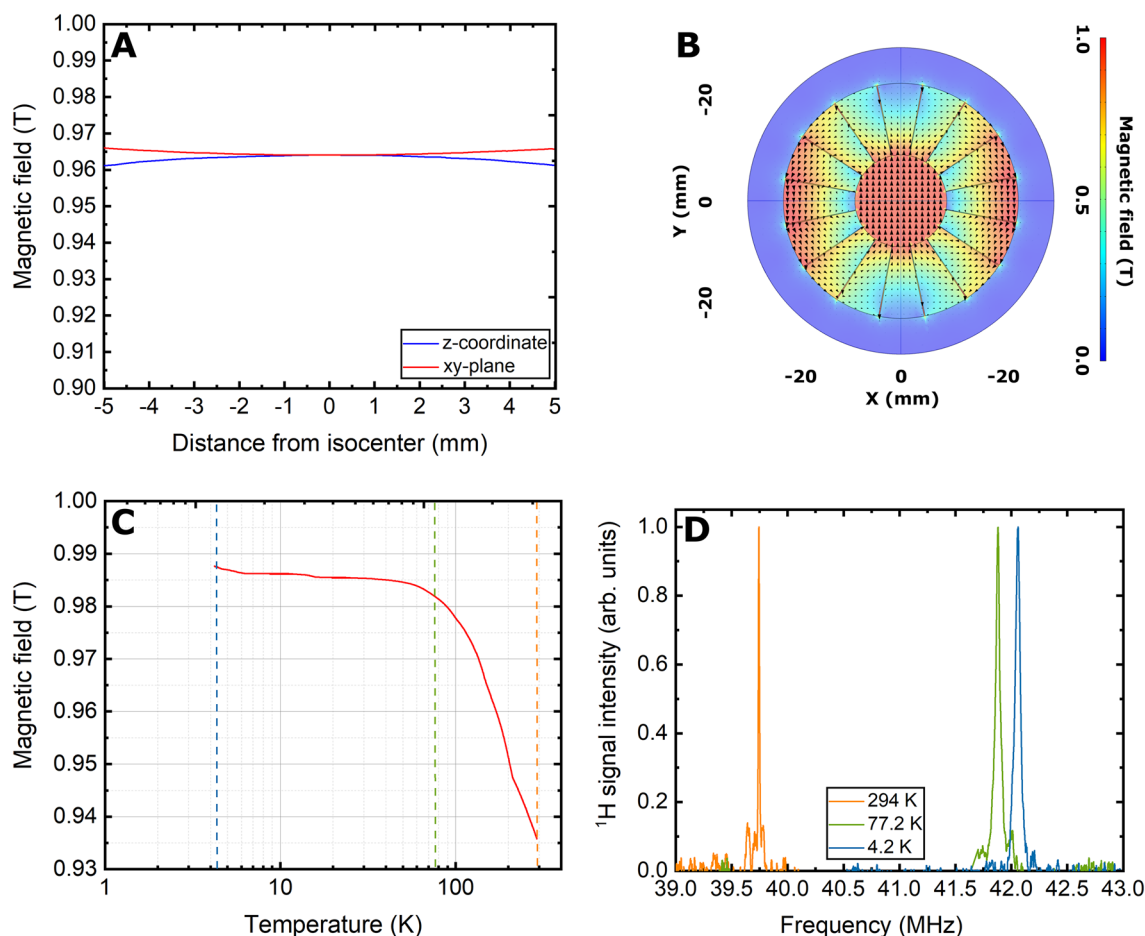 A
1.00
0.99
0.98
0.97
0.96
0.95
0.94
0.93
0.92
0.91
0.90
-5 -4 -3 -2 -1 0 1 2 3 4 5
Magnetic field (T)
Distance from isocenter (mm)
z-coordinate
xy-plane
B
-20
0
-20
Y (mm)
-20 0 -20
X (mm)
1.0
0.5
0.0
Magnetic field (T)
C
1.00
0.99
0.98
0.97
0.96
0.95
0.94
0.93
1 10 100
Magnetic field (T)
Temperature (K)
D
1.0
0.8
0.6
0.4
0.2
0.0
39.0 39.5 40.0 40.5 41.0 41.5 42.0 42.5 43.0
¹H signal intensity (arb. units)
Frequency (MHz)
294 K
77.2 K
4.2 K